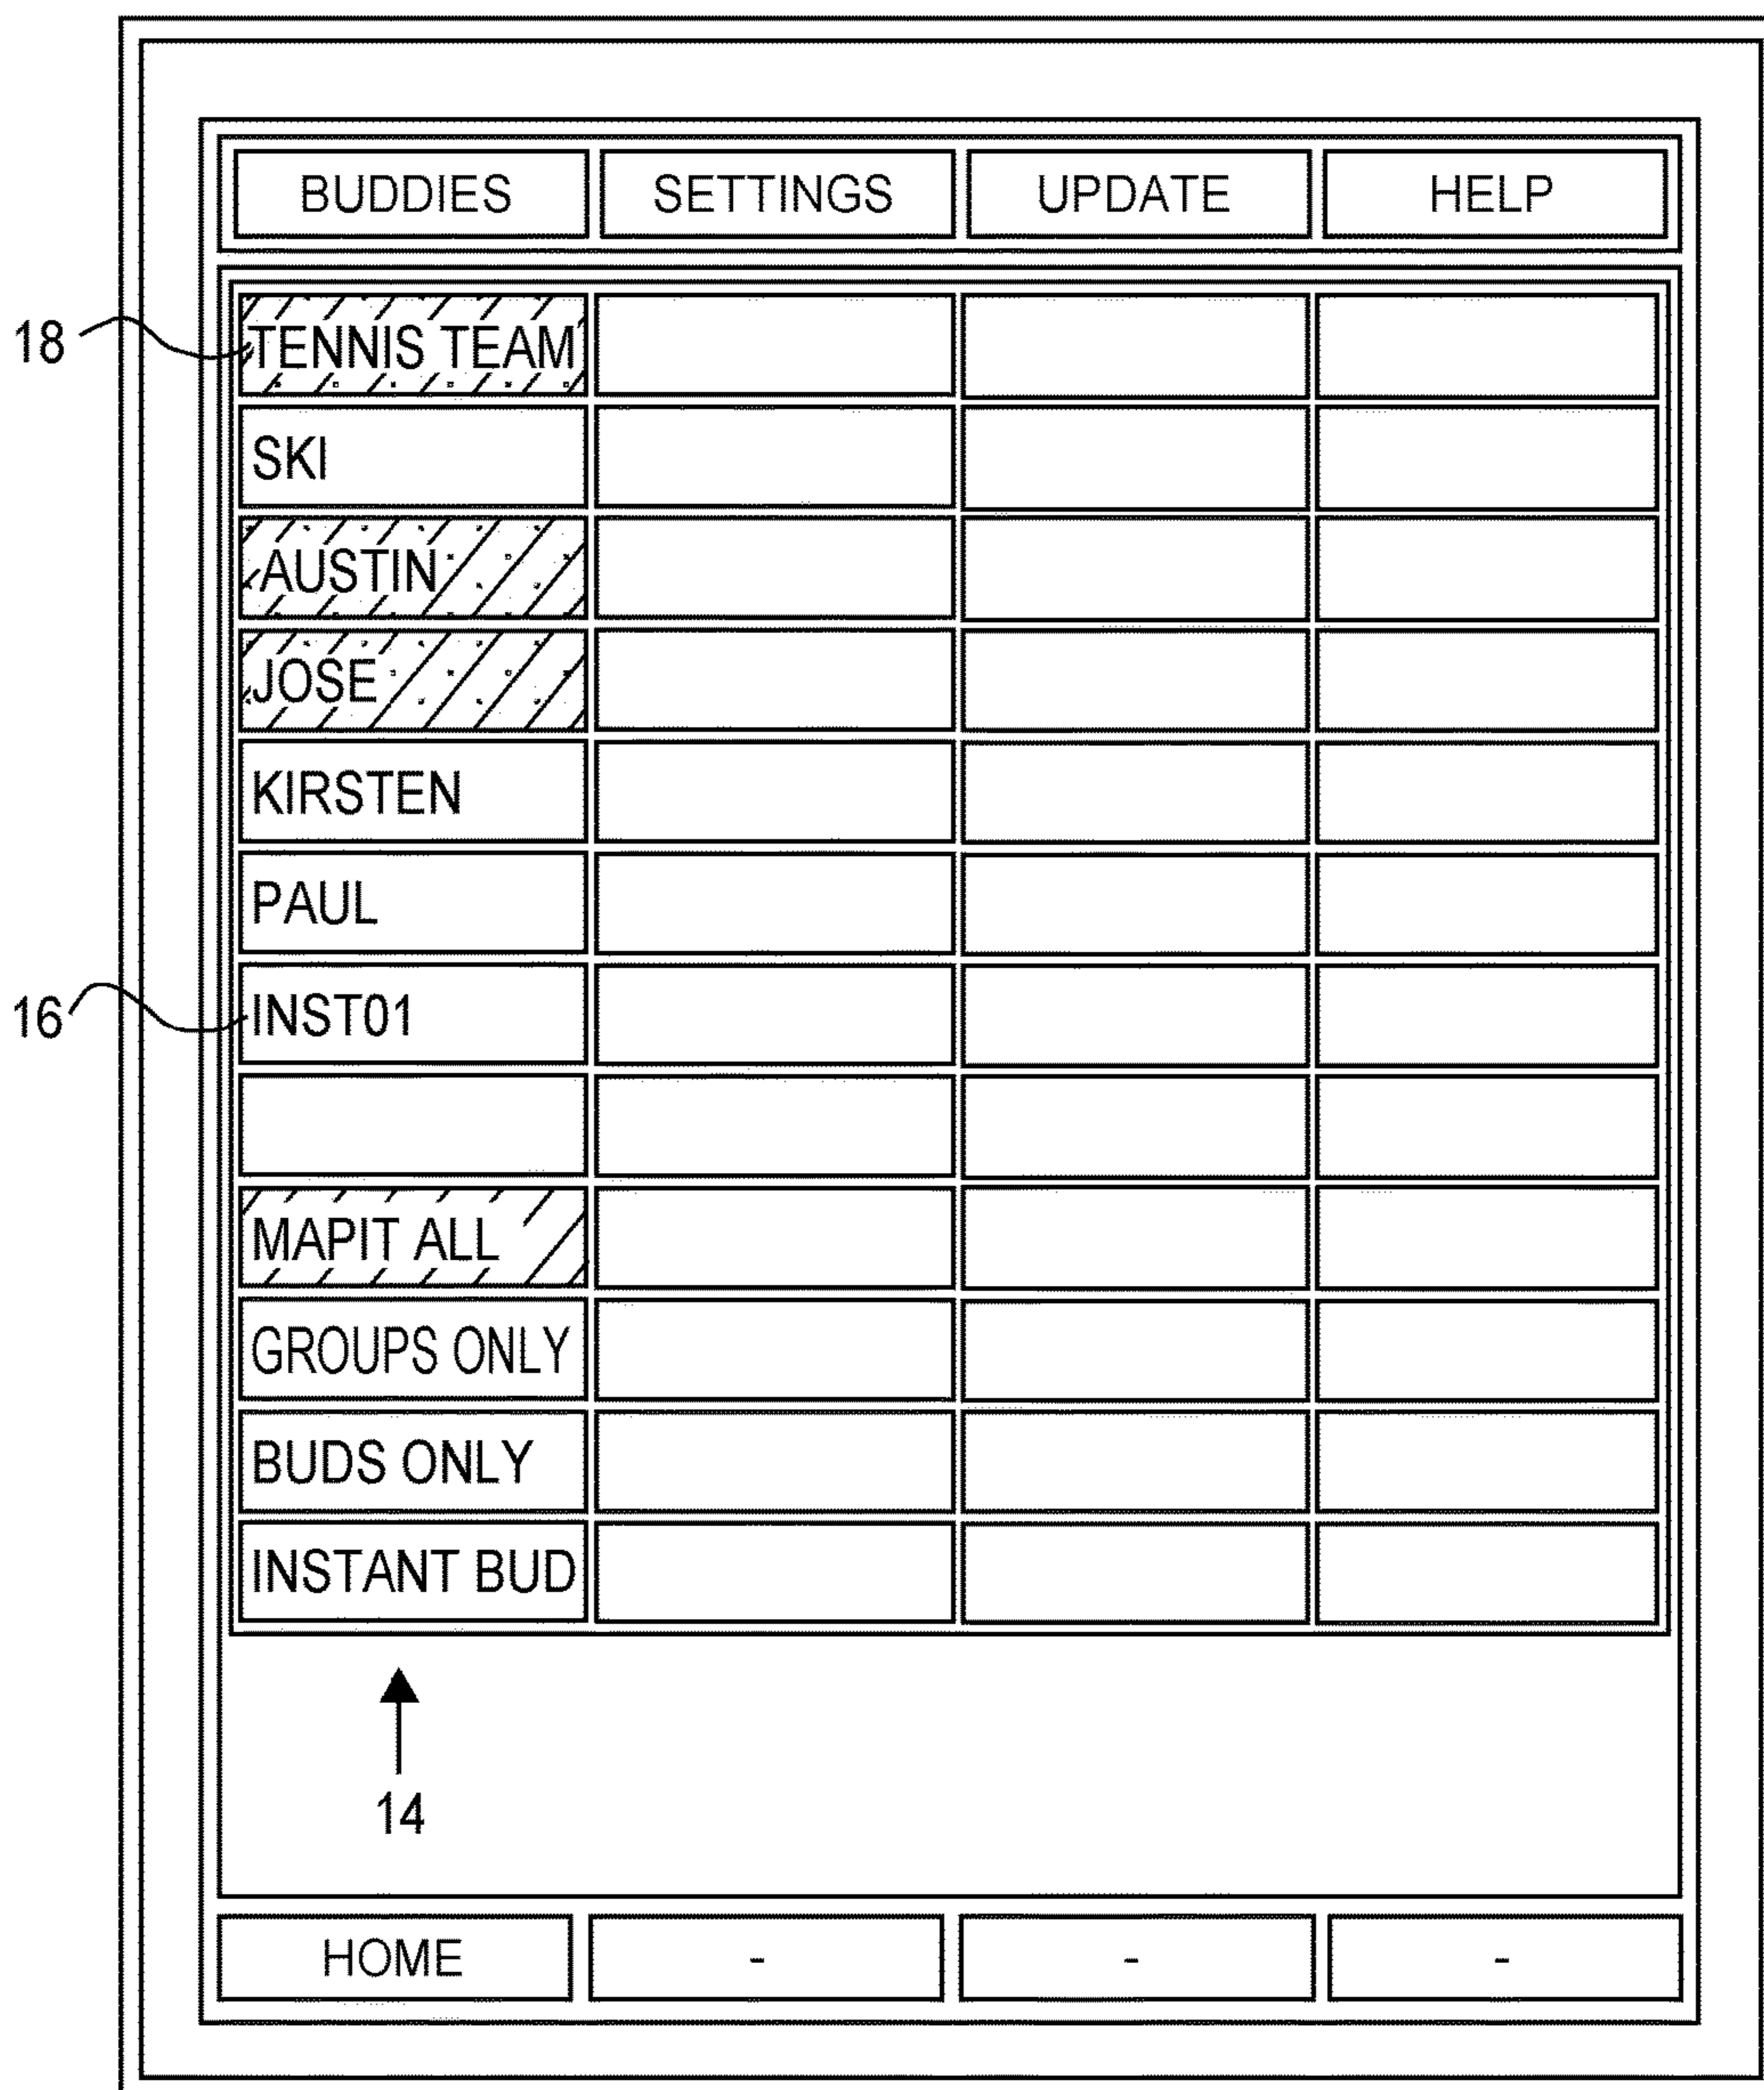 BUDDIES SETTINGS UPDATE HELP
18 TENNIS TEAM
SKI
AUSTIN
JOSE
KIRSTEN
PAUL
16 INST01
MAPIT ALL
GROUPS ONLY
BUDS ONLY
INSTANT BUD
14
HOME - - -